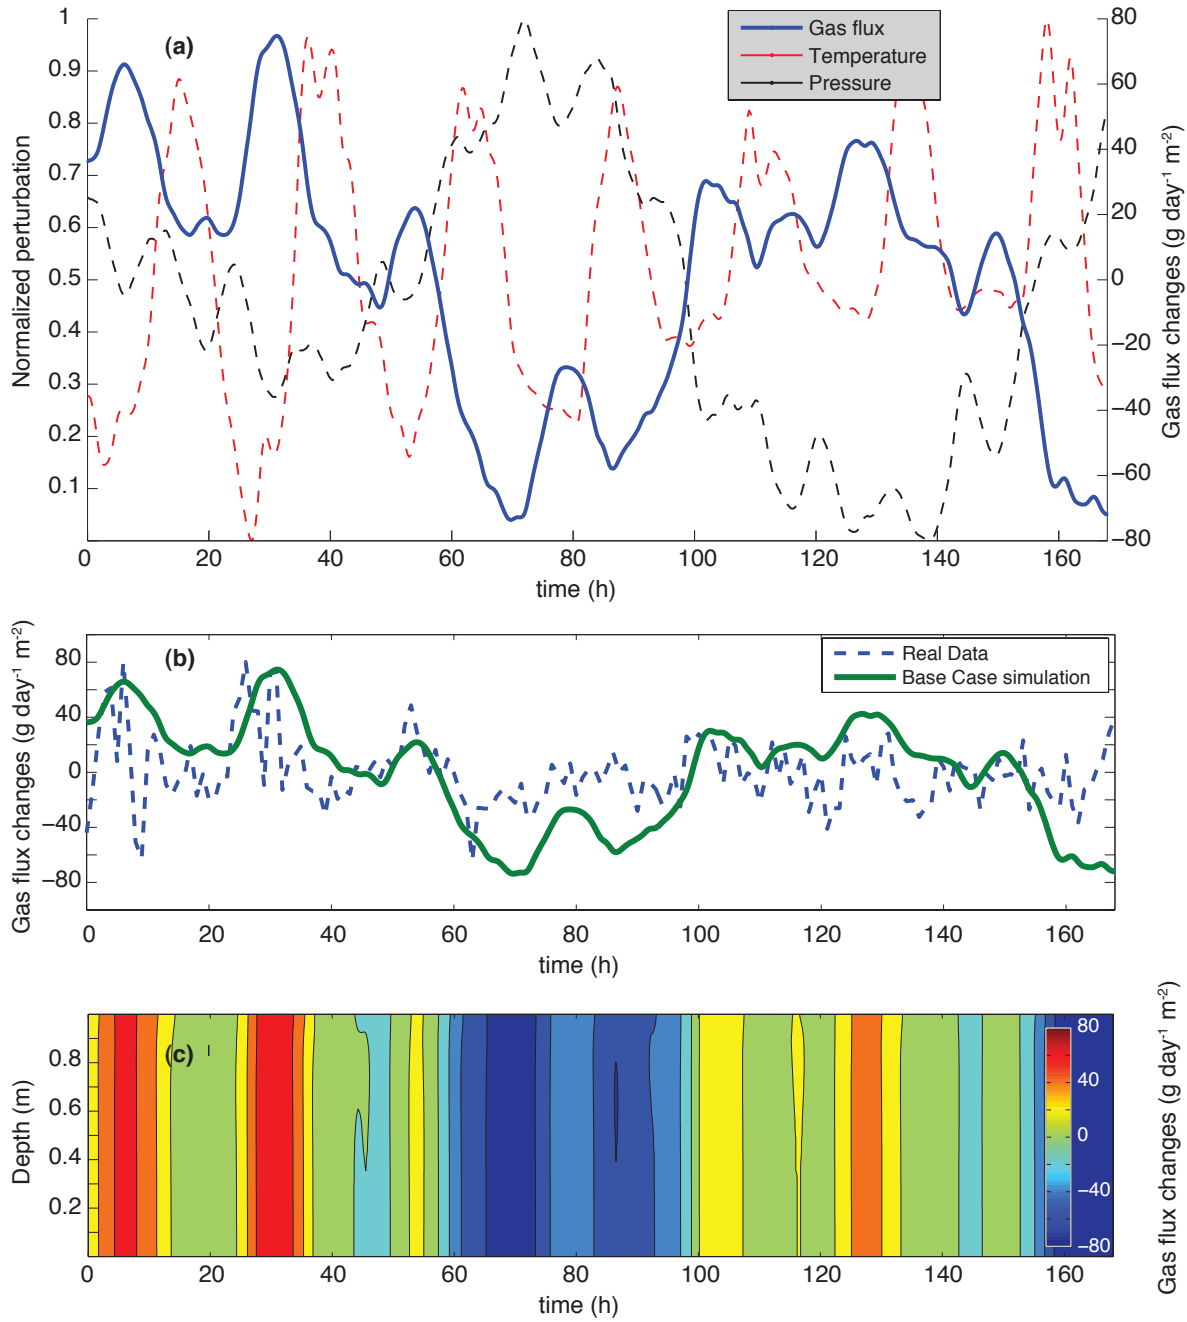 (a)
Gas flux
Temperature
Pressure
1
0.9
0.8
0.7
0.6
0.5
0.4
0.3
0.2
0.1
Normalized perturbation
80
60
40
20
0
−20
−40
−60
−80
Gas flux changes (g day-1 m-2)
0 20 40 60 80 100 120 140 160
time (h)
(b)
Real Data
Base Case simulation
80
40
0
−40
−80
Gas flux changes (g day-1 m-2)
0 20 40 60 80 100 120 140 160
time (h)
(c)
0.8
0.6
0.4
0.2
Depth (m)
80
40
0
−40
−80
Gas flux changes (g day-1 m-2)
0 20 40 60 80 100 120 140 160
time (h)